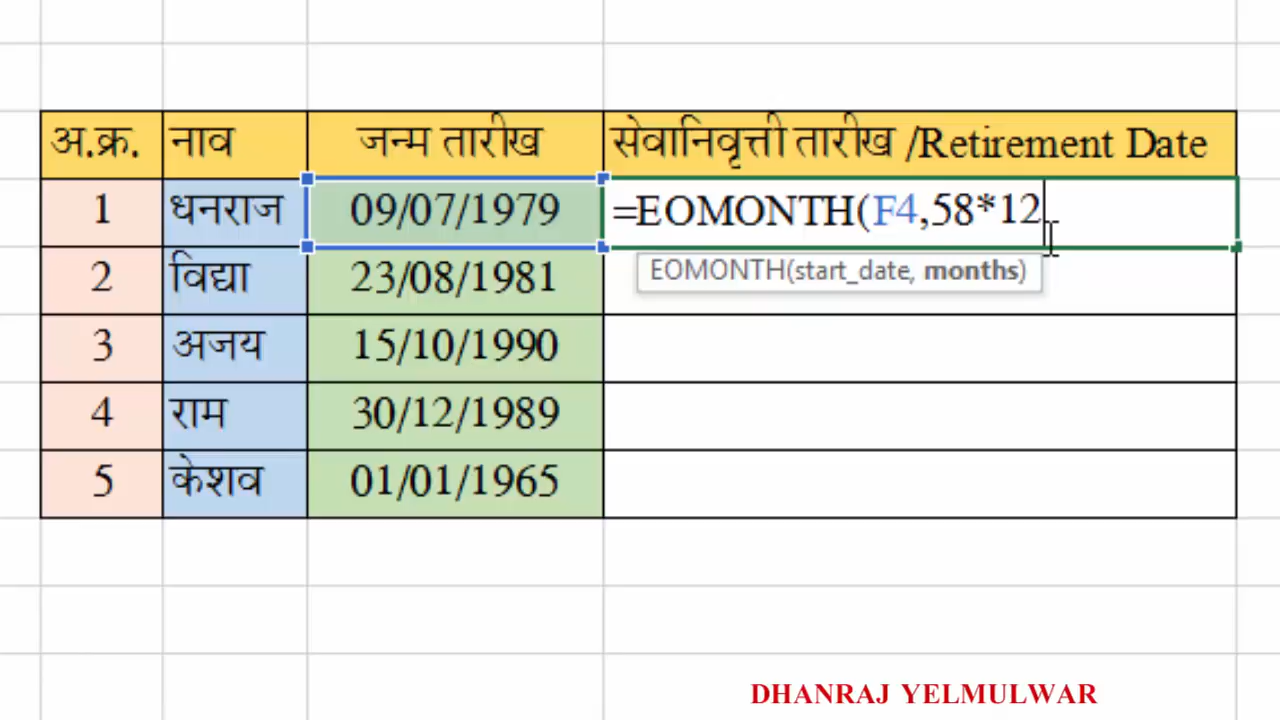 अ.क्र. नाव जन्म तारीख सेवानिवृत्ती तारीख /Retirement Date
1 धनराज 09/07/1979 =EOMONTH(F4,58*12
EOMONTH(start_date, months)
2 विद्या 23/08/1981
3 अजय 15/10/1990
4 राम 30/12/1989
5 केशव 01/01/1965
DHANRAJ YELMULWAR